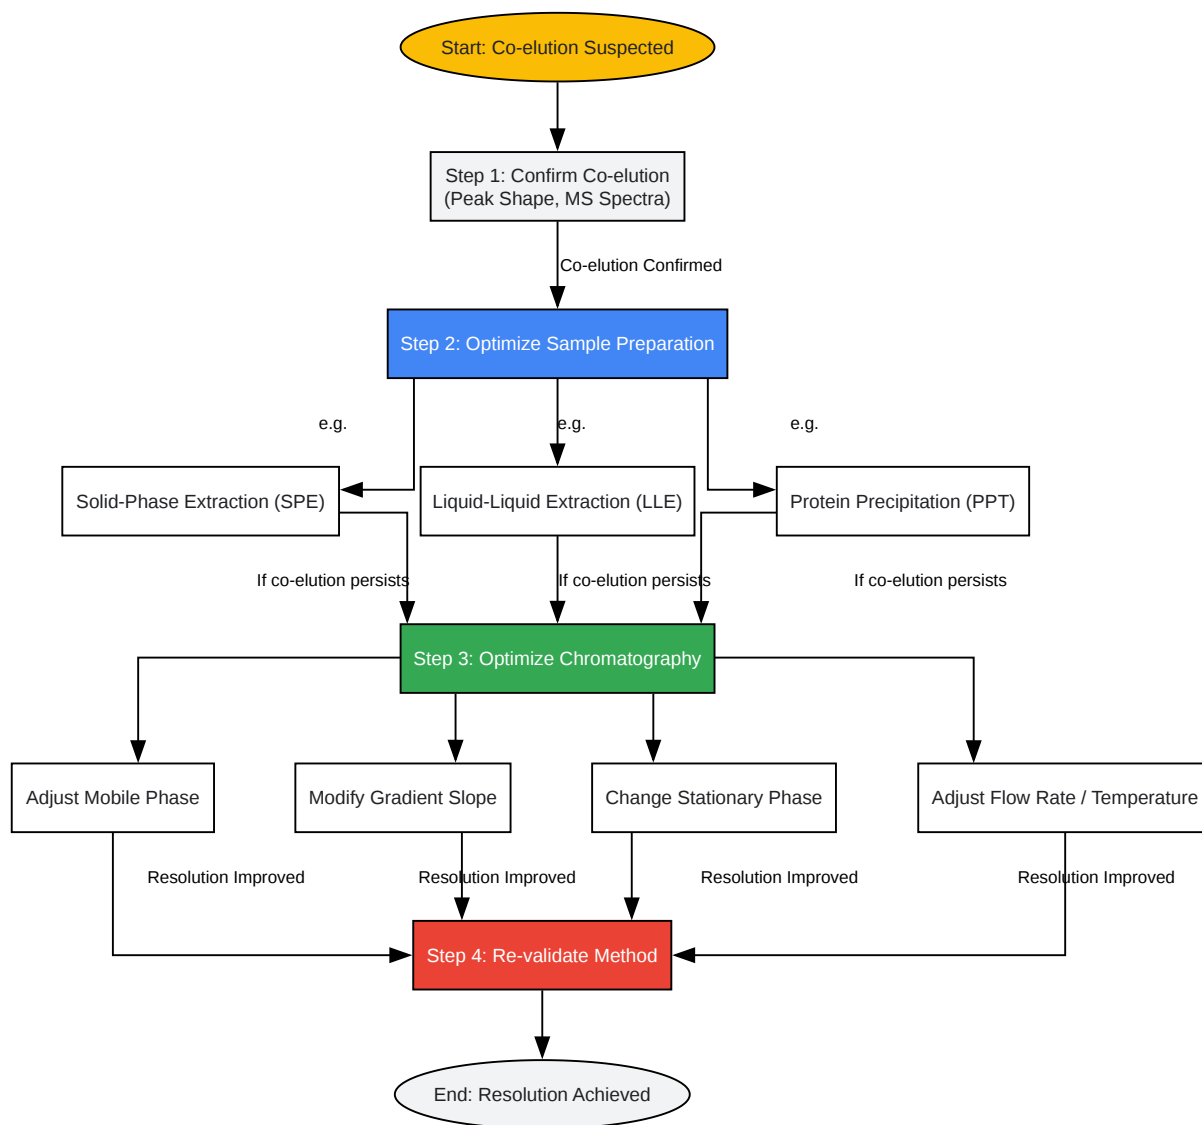 Start: Co-elution Suspected
Step 1: Confirm Co-elution
(Peak Shape, MS Spectra)
Co-elution Confirmed
Step 2: Optimize Sample Preparation
e.g.
e.g.
e.g.
Solid-Phase Extraction (SPE)
Liquid-Liquid Extraction (LLE)
Protein Precipitation (PPT)
If co-elution persists
If co-elution persists
If co-elution persists
Step 3: Optimize Chromatography
Adjust Mobile Phase
Modify Gradient Slope
Change Stationary Phase
Adjust Flow Rate / Temperature
Resolution Improved
Resolution Improved
Resolution Improved
Resolution Improved
Step 4: Re-validate Method
End: Resolution Achieved